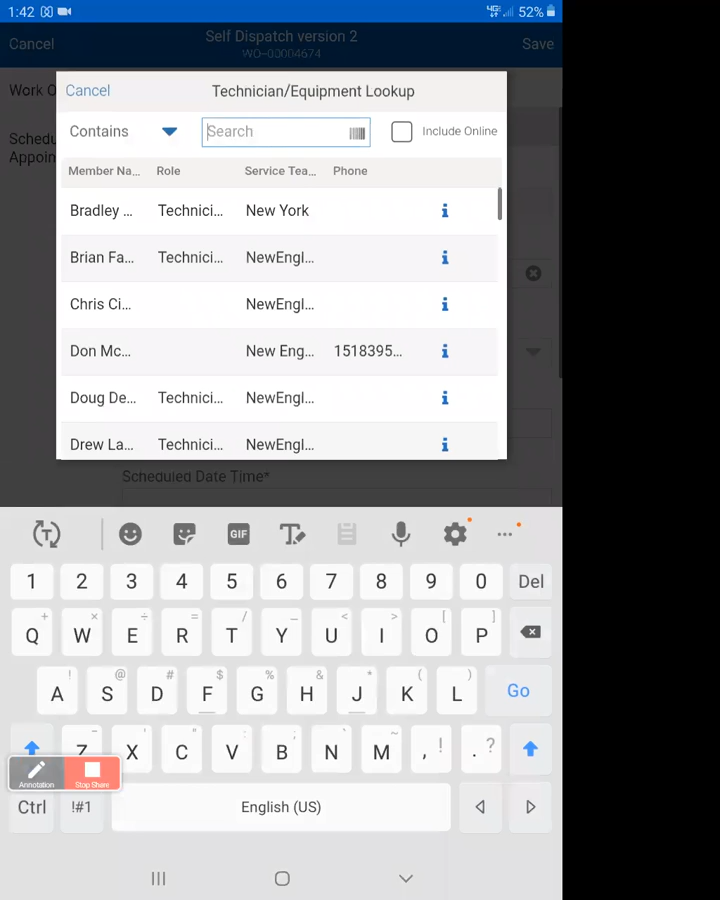 1:42 52%
Cancel Self Dispatch version 2 Save
WO-00004674
Work O
Schedu
Appoin
Cancel Technician/Equipment Lookup
Contains Search Include Online
Member Na... Role Service Tea... Phone
Bradley ... Technici... New York
Brian Fa... Technici... NewEngl...
Chris Ci... NewEngl...
Don Mc... New Eng... 1518395...
Doug De... Technici... NewEngl...
Drew La... Technici... NewEngl...
Scheduled Date Time*
T GIF T ...
1 2 3 4 5 6 7 8 9 0 Del
+ × ÷ = / _ < > [ ]
Q W E R T Y U I O P
! @ # $ % & * ( )
A S D F G H J K L Go
- ' " : ; ` ~
Z X C V B N M , ! . ?
Annotation Stop Share
Ctrl !#1 English (US)